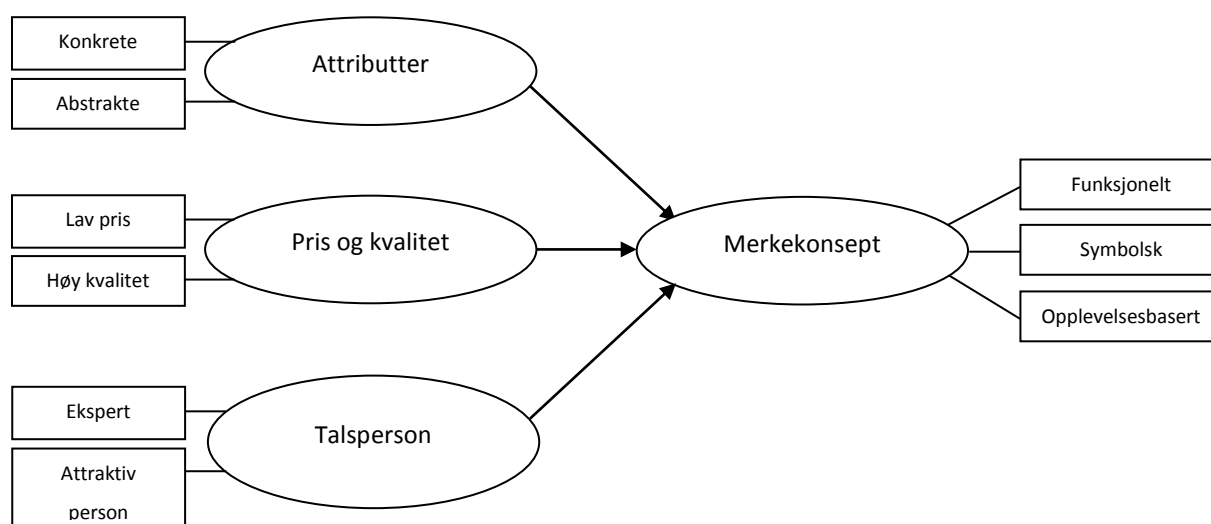 Konkrete
Attributter
Abstrakte
Lav pris
Pris og kvalitet
Høy kvalitet
Ekspert
Talsperson
Attraktiv
person
Merkekonsept
Funksjonelt
Symbolsk
Opplevelsesbasert